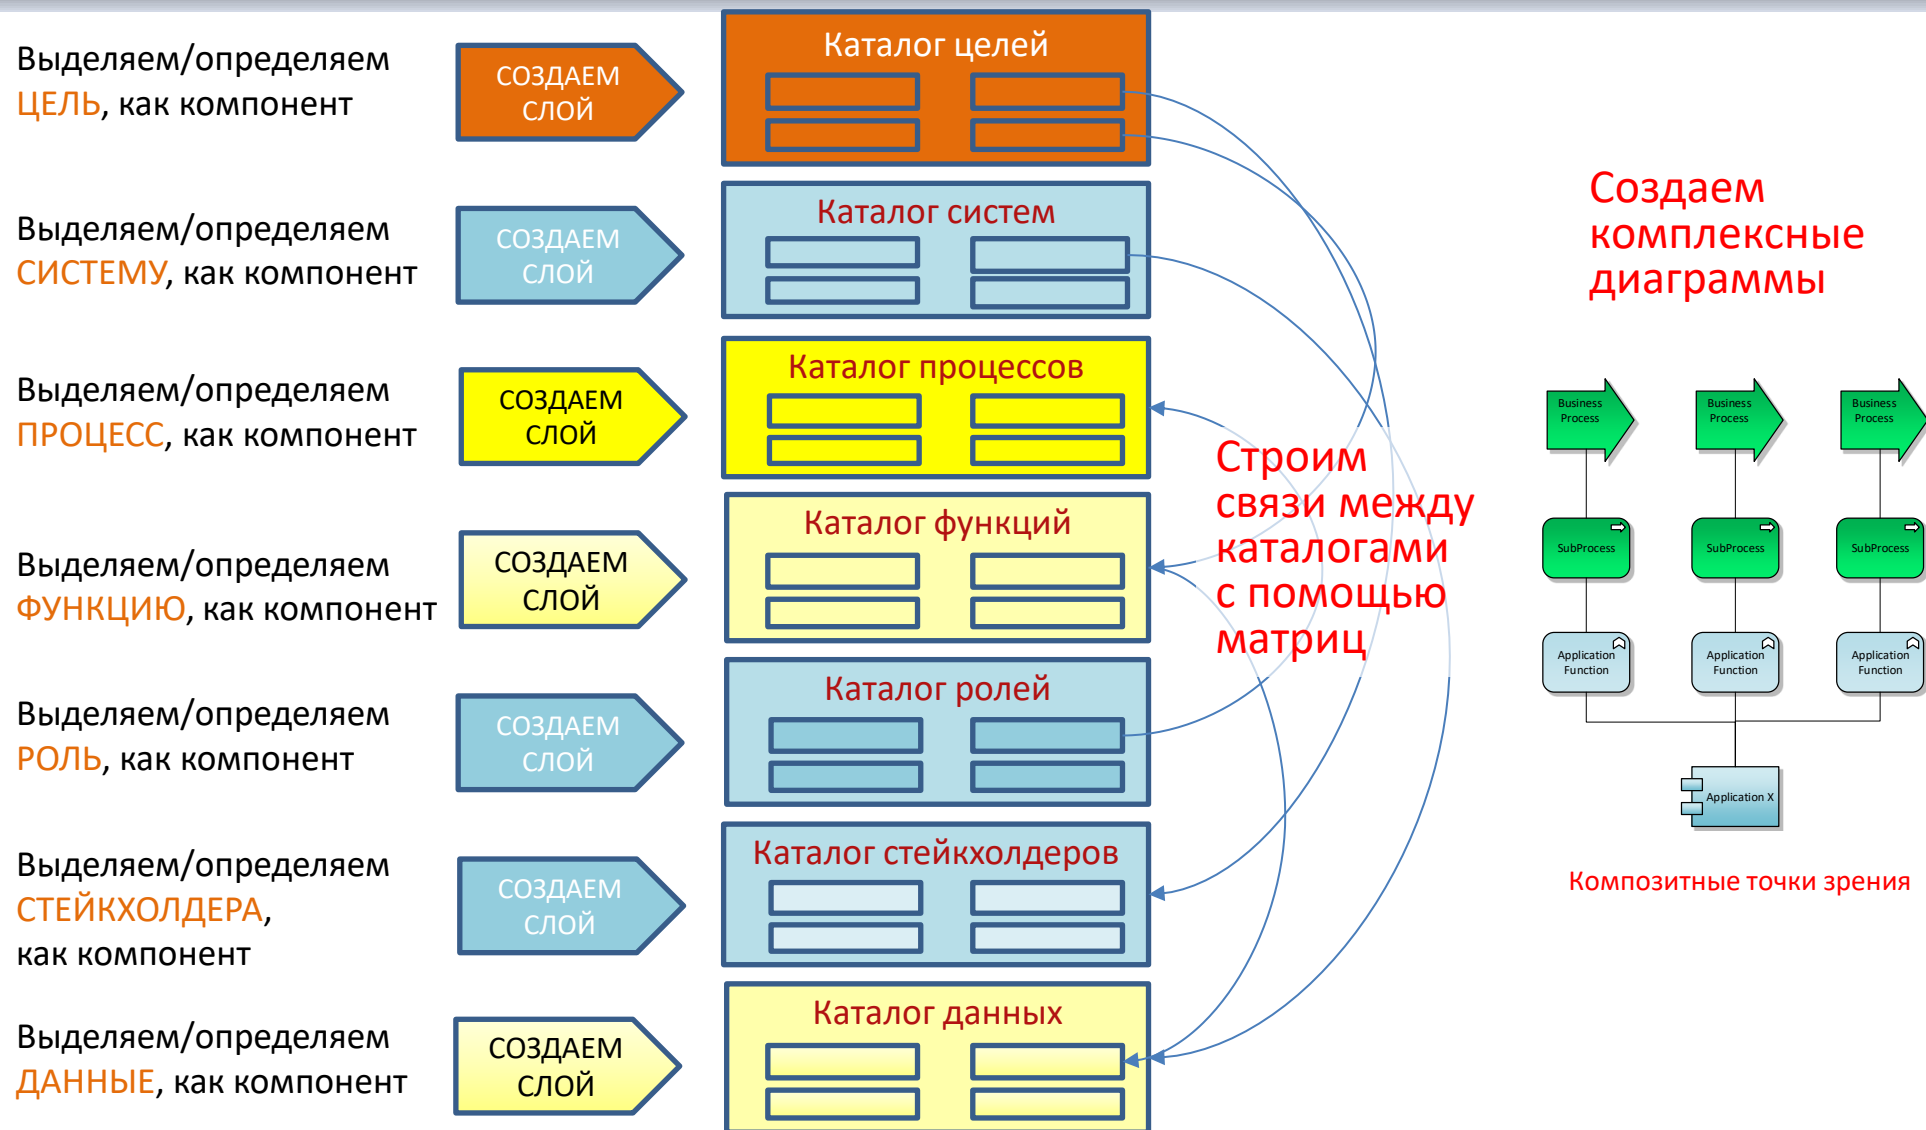 Выделяем/определяем
ЦЕЛЬ, как компонент
СОЗДАЕМ
СЛОЙ
Каталог целей
Выделяем/определяем
СИСТЕМУ, как компонент
СОЗДАЕМ
СЛОЙ
Каталог систем
Выделяем/определяем
ПРОЦЕСС, как компонент
СОЗДАЕМ
СЛОЙ
Каталог процессов
Выделяем/определяем
ФУНКЦИЮ, как компонент
СОЗДАЕМ
СЛОЙ
Каталог функций
Выделяем/определяем
РОЛЬ, как компонент
СОЗДАЕМ
СЛОЙ
Каталог ролей
Выделяем/определяем
СТЕЙКХОЛДЕРА,
как компонент
СОЗДАЕМ
СЛОЙ
Каталог стейкхолдеров
Выделяем/определяем
ДАННЫЕ, как компонент
СОЗДАЕМ
СЛОЙ
Каталог данных
Строим
связи между
каталогами
с помощью
матриц
Создаем
комплексные
диаграммы
Business
Process
Business
Process
Business
Process
SubProcess
SubProcess
SubProcess
Application
Function
Application
Function
Application
Function
Application X
Композитные точки зрения